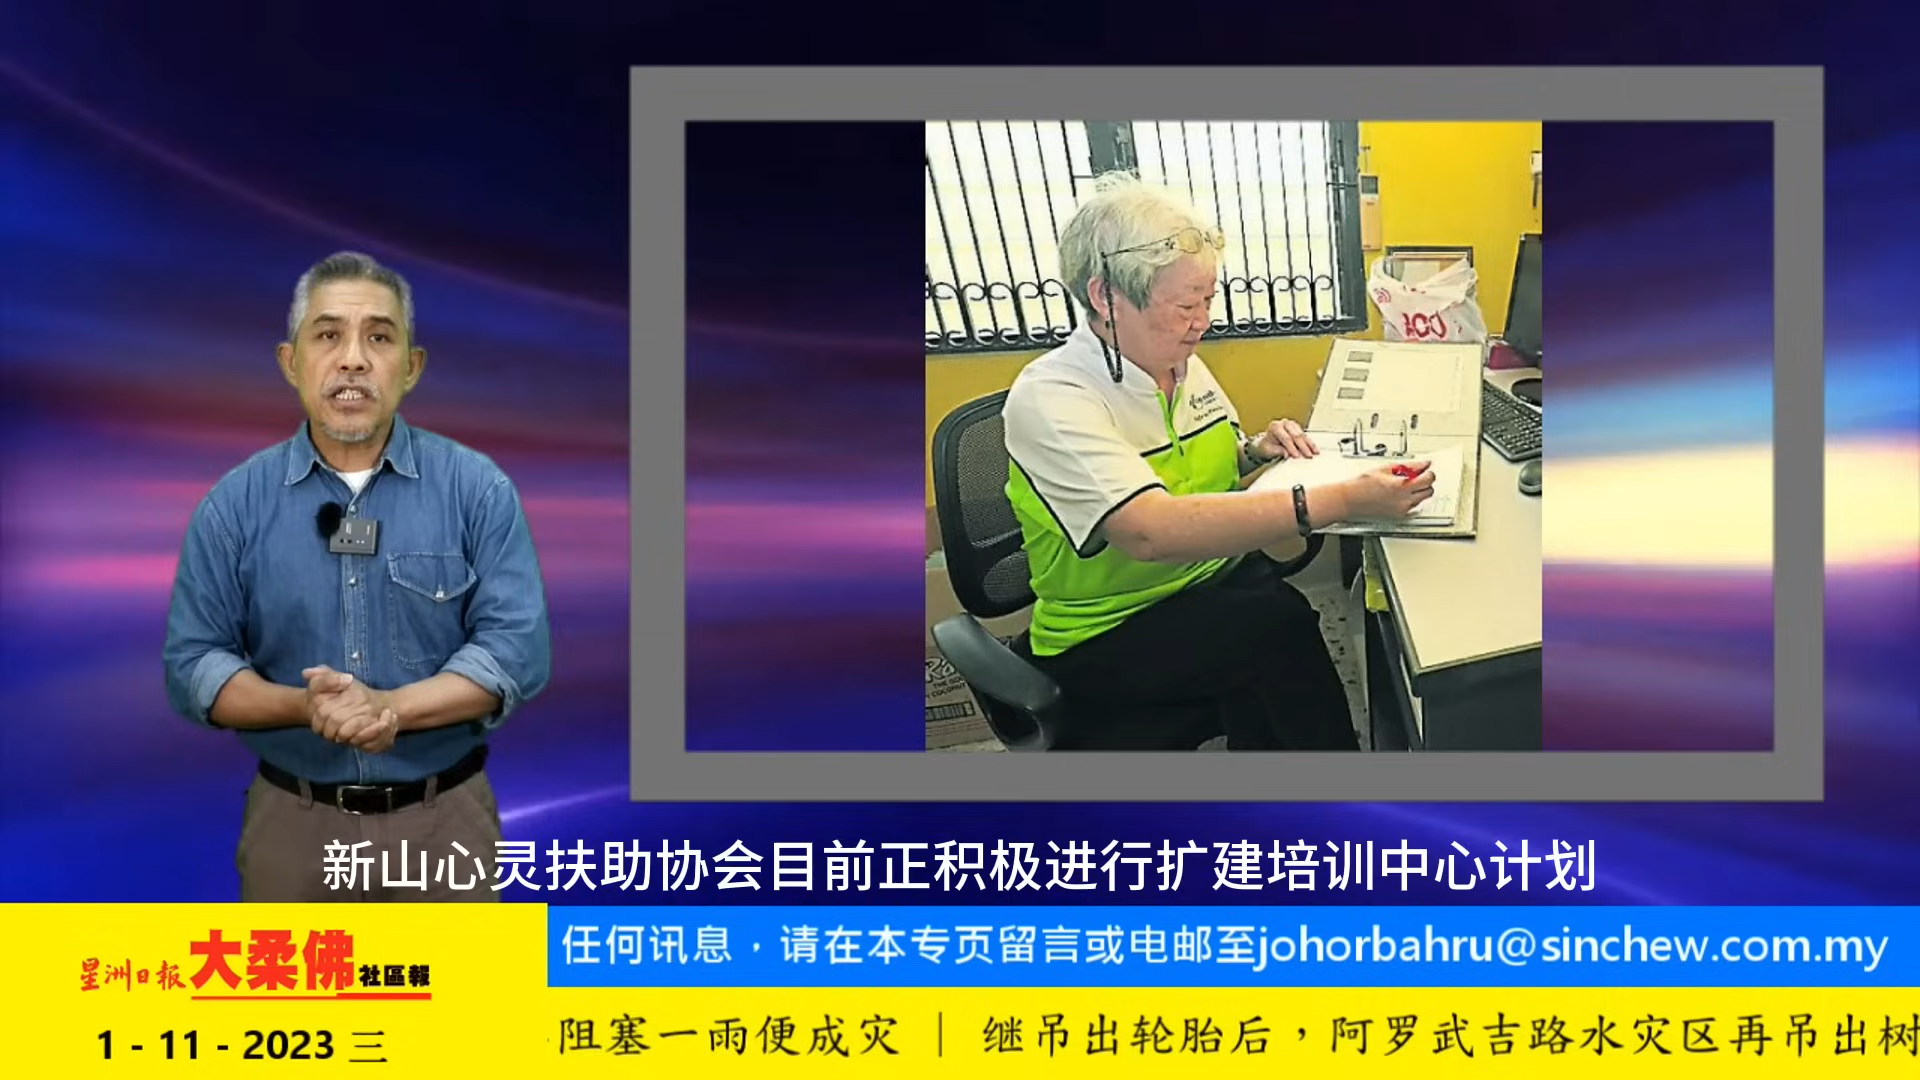 100
新山心灵扶助协会目前正积极进行扩建培训中心计划
星洲日报大柔佛社區報
任何讯息，请在本专页留言或电邮至johorbahru@sinchew.com.my
1 - 11 - 2023 三
阻塞一雨便成灾 ｜ 继吊出轮胎后，阿罗武吉路水灾区再吊出树